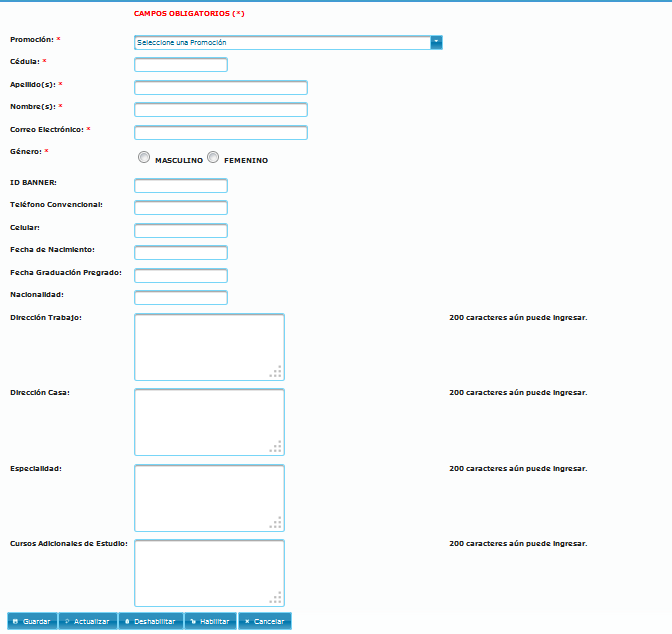 CAMPOS OBLIGATORIOS (*)
Promoción: * Seleccione una Promoción
Cédula: *
Apellido(s): *
Nombre(s): *
Correo Electrónico: *
Género: * MASCULINO FEMENINO
ID BANNER:
Teléfono Convencional:
Celular:
Fecha de Nacimiento:
Fecha Graduación Pregrado:
Nacionalidad:
Dirección Trabajo: 200 caracteres aún puede ingresar.
Dirección Casa: 200 caracteres aún puede ingresar.
Especialidad: 200 caracteres aún puede ingresar.
Cursos Adicionales de Estudio: 200 caracteres aún puede ingresar.
Guardar Actualizar Deshabilitar Habilitar Cancelar